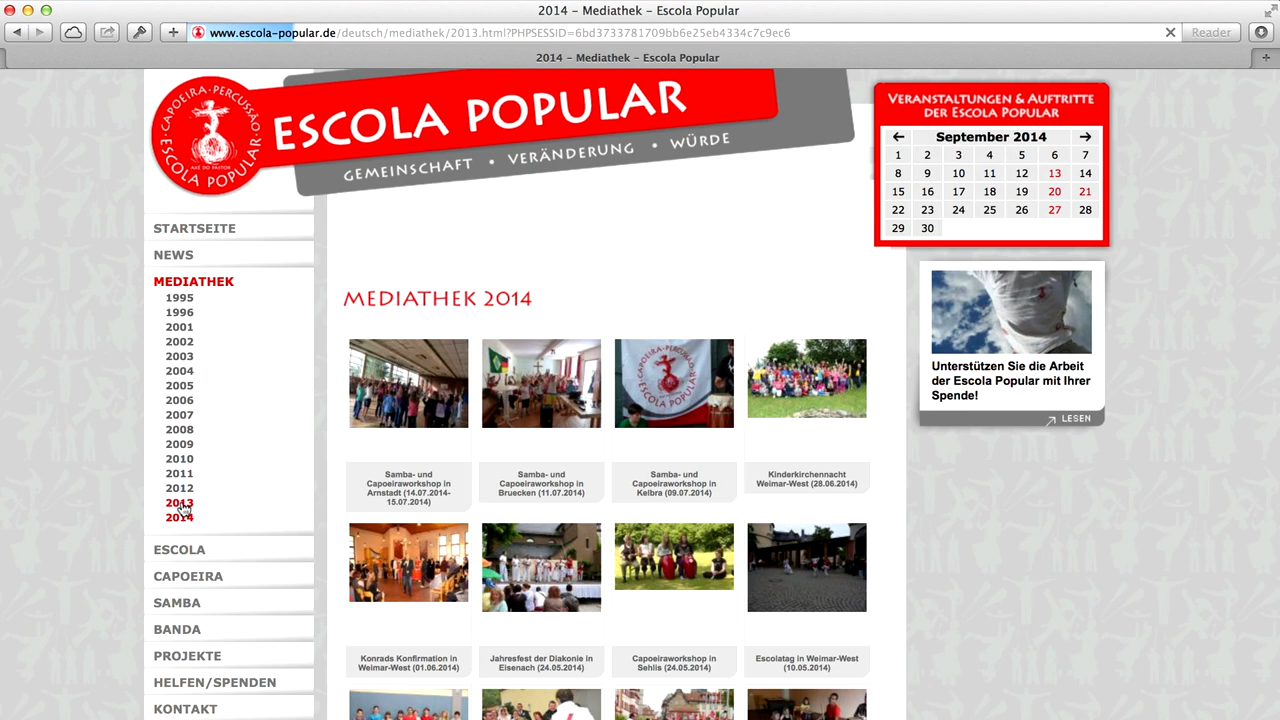 2014 – Mediathek – Escola Popular
www.escola-popular.de/deutsch/mediathek/2013.html?PHPSESSID=6bd3733781709bb6e25eb4334c7c9ec6
Reader
2014 – Mediathek – Escola Popular
CAPOEIRA · PERCUSSÃO
ESCOLA POPULAR
ESCOLA POPULAR
GEMEINSCHAFT • VERÄNDERUNG • WÜRDE
VERANSTALTUNGEN & AUFTRITTE
DER ESCOLA POPULAR
September 2014
1 2 3 4 5 6 7
8 9 10 11 12 13 14
15 16 17 18 19 20 21
22 23 24 25 26 27 28
29 30
STARTSEITE
NEWS
MEDIATHEK
1995
1996
2001
2002
2003
2004
2005
2006
2007
2008
2009
2010
2011
2012
2013
2014
ESCOLA
CAPOEIRA
SAMBA
BANDA
PROJEKTE
HELFEN/SPENDEN
KONTAKT
MEDIATHEK 2014
CAPOEIRA · PERCUSSÃO
ESCOLA POPULAR
Samba- und
Capoeiraworkshop in
Arnstadt (14.07.2014-
15.07.2014)
Samba- und
Capoeiraworkshop in
Bruecken (11.07.2014)
Samba- und
Capoeiraworkshop in
Kelbra (09.07.2014)
Kinderkirchennacht
Weimar-West (28.06.2014)
Konrads Konfirmation in
Weimar-West (01.06.2014)
Jahresfest der Diakonie in
Eisenach (24.05.2014)
Capoeiraworkshop in
Sehlis (24.05.2014)
Escolatag in Weimar-West
(10.05.2014)
Unterstützen Sie die Arbeit
der Escola Popular mit Ihrer
Spende!
LESEN